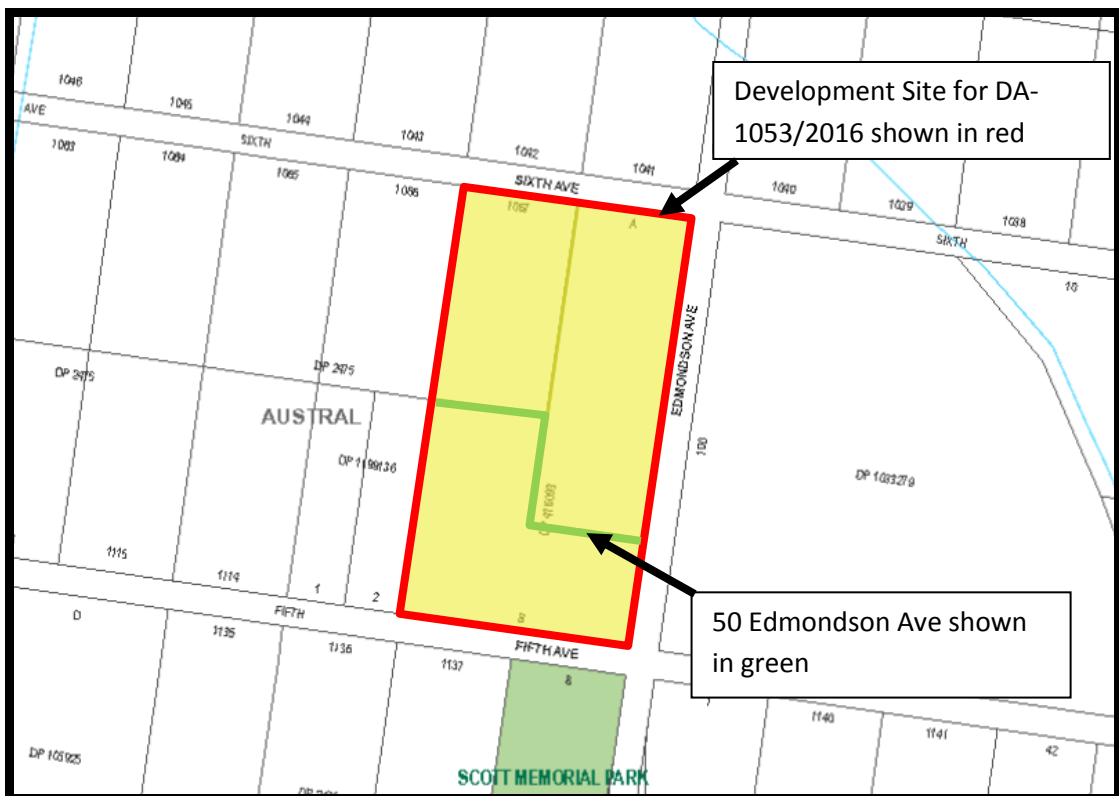 1046
1045
1044
1043
1042
1041
Development Site for DA-
1053/2016 shown in red
AVE
SIXTH
SIXTH AVE
1083
1084
1085
1086
1087
A
1040
1039
1038
SIXTH
10
EDMONDSON AVE
DP 2475
DP 2475
AUSTRAL
DP 1199136
100
DP 1033279
DP 416093
1115
1114
1
2
FIFTH
FIFTH AVE
50 Edmondson Ave shown
in green
D
1135
1136
1137
8
1140
1141
42
DP 105925
SCOTT MEMORIAL PARK